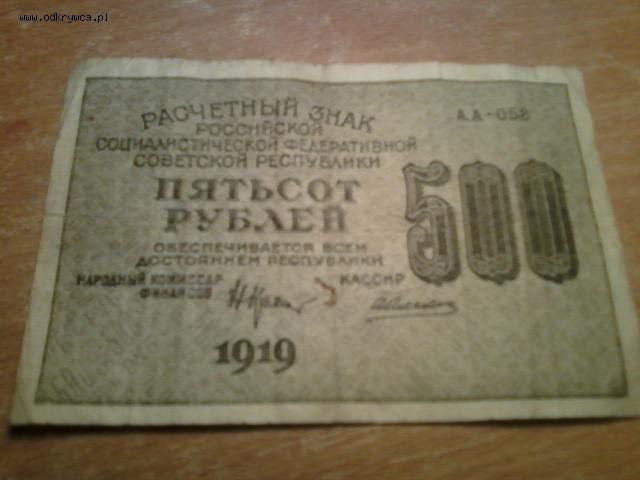 www.odkrywca.pl
РАСЧЕТНЫЙ ЗНАК
АА-058
РОССИЙСКОЙ
СОЦИАЛИСТИЧЕСКОЙ ФЕДЕРАТИВНОЙ
СОВЕТСКОЙ РЕСПУБЛИКИ
ПЯТЬСОТ
РУБЛЕЙ
500
ОБЕСПЕЧИВАЕТСЯ ВСЕМ
ДОСТОЯНИЕМ РЕСПУБЛИКИ
НАРОДНЫЙ КОМИССАР
ФИНАНСОВ
КАССИР
1919